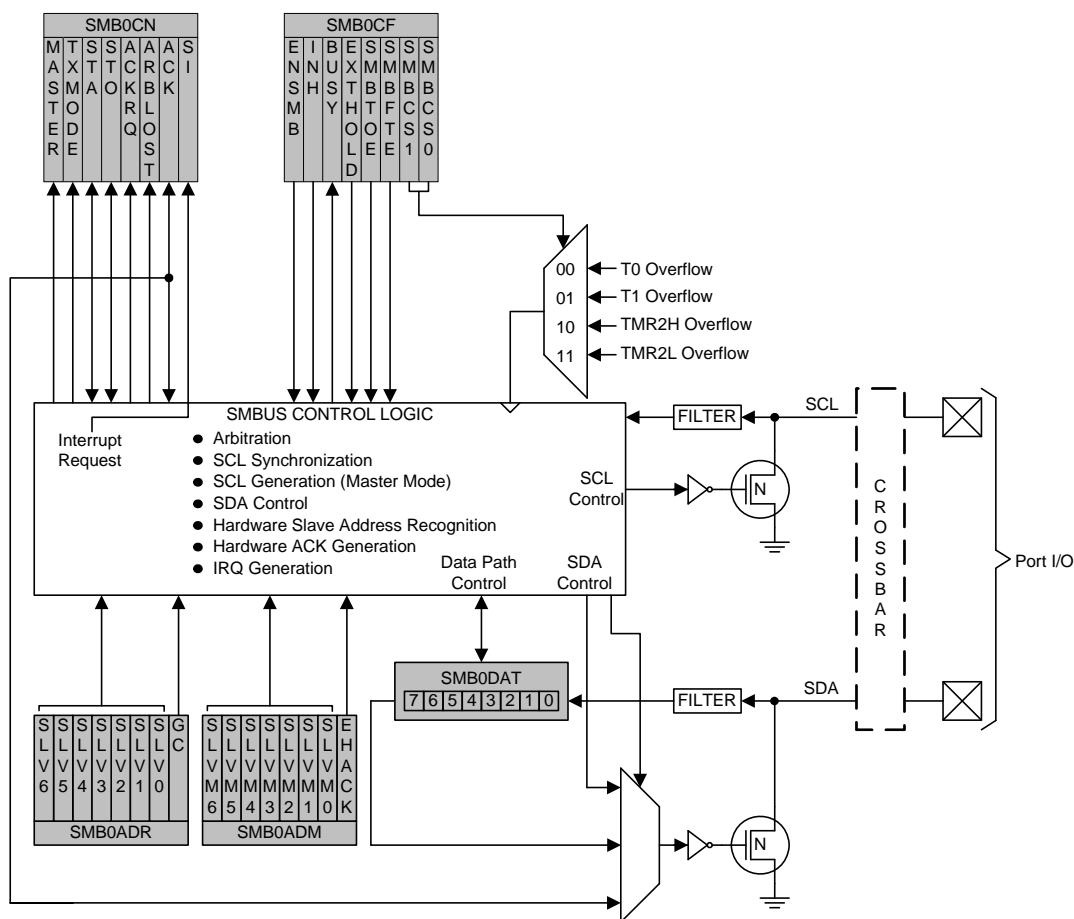 SMB0CN
MASTER
TXMODE
STA
STO
ACKRQ
ARBLOST
ACK
SI
SMB0CF
ENSMB
INH
BUSY
EXTHOLD
SMBTOE
SMBFTE
SMBCS1
SMBCS0
00
01
10
11
T0 Overflow
T1 Overflow
TMR2H Overflow
TMR2L Overflow
SMBUS CONTROL LOGIC
Interrupt
Request
● Arbitration
● SCL Synchronization
● SCL Generation (Master Mode)
● SDA Control
● Hardware Slave Address Recognition
● Hardware ACK Generation
● IRQ Generation
Data Path
Control
SDA
Control
SCL
Control
FILTER
SCL
N
CROSSBAR
Port I/O
SMB0DAT
7 6 5 4 3 2 1 0
FILTER
SDA
N
SLV6
SLV5
SLV4
SLV3
SLV2
SLV1
SLV0
GC
SMB0ADR
SLVM6
SLVM5
SLVM4
SLVM3
SLVM2
SLVM1
SLVM0
EHACK
SMB0ADM